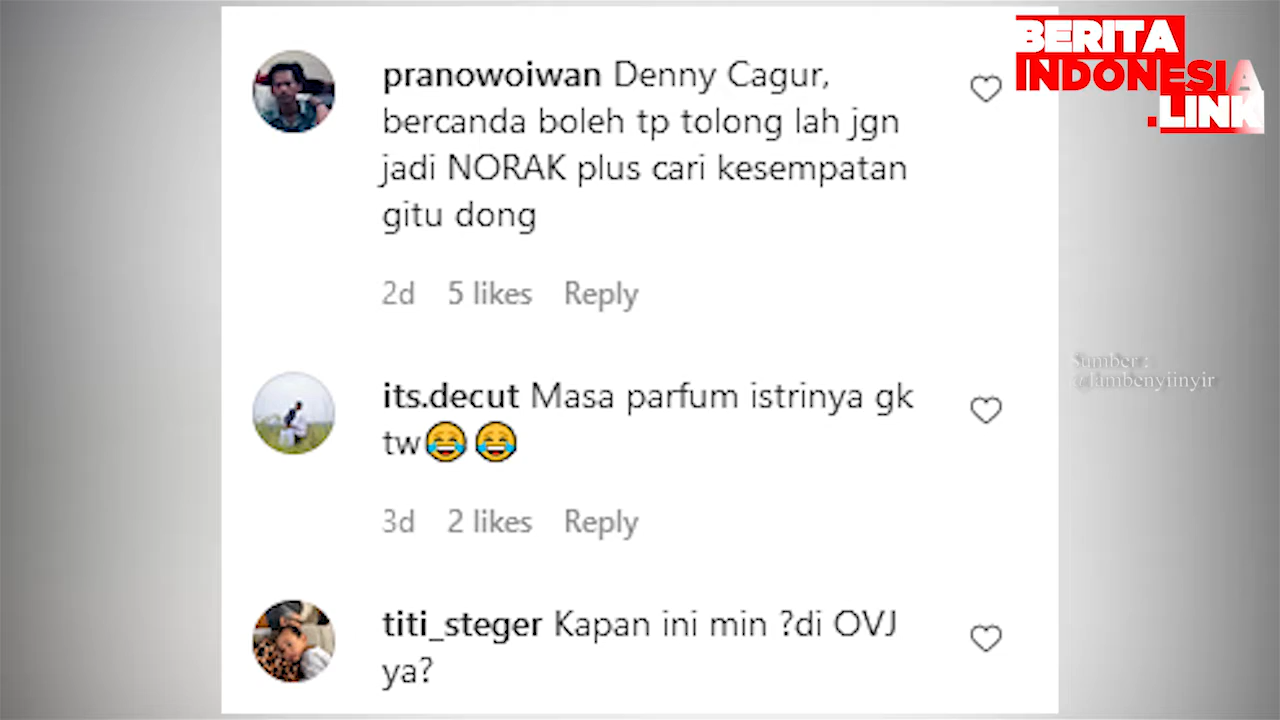 BERITA
INDONESIA
.LINK
pranowoiwan Denny Cagur,
bercanda boleh tp tolong lah jgn
jadi NORAK plus cari kesempatan
gitu dong
2d 5 likes Reply
Sumber :
its.decut Masa parfum istrinya gk
tw😂😂
3d 2 likes Reply
titi_steger Kapan ini min ?di OVJ
ya?